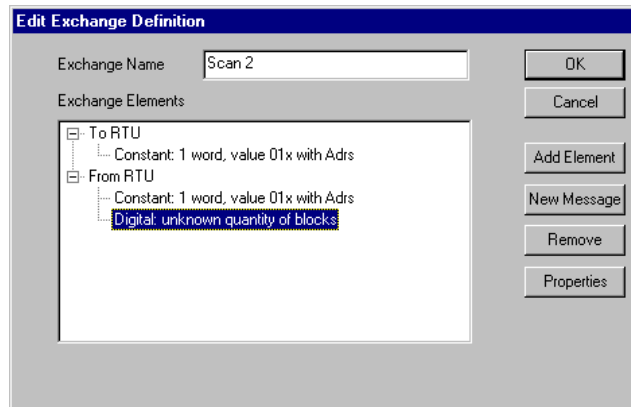 Edit Exchange Definition
Exchange Name
Scan 2
OK
Exchange Elements
Cancel
To RTU
Constant: 1 word, value 01x with Adrs
Add Element
From RTU
Constant: 1 word, value 01x with Adrs
New Message
Digital: unknown quantity of blocks
Remove
Properties